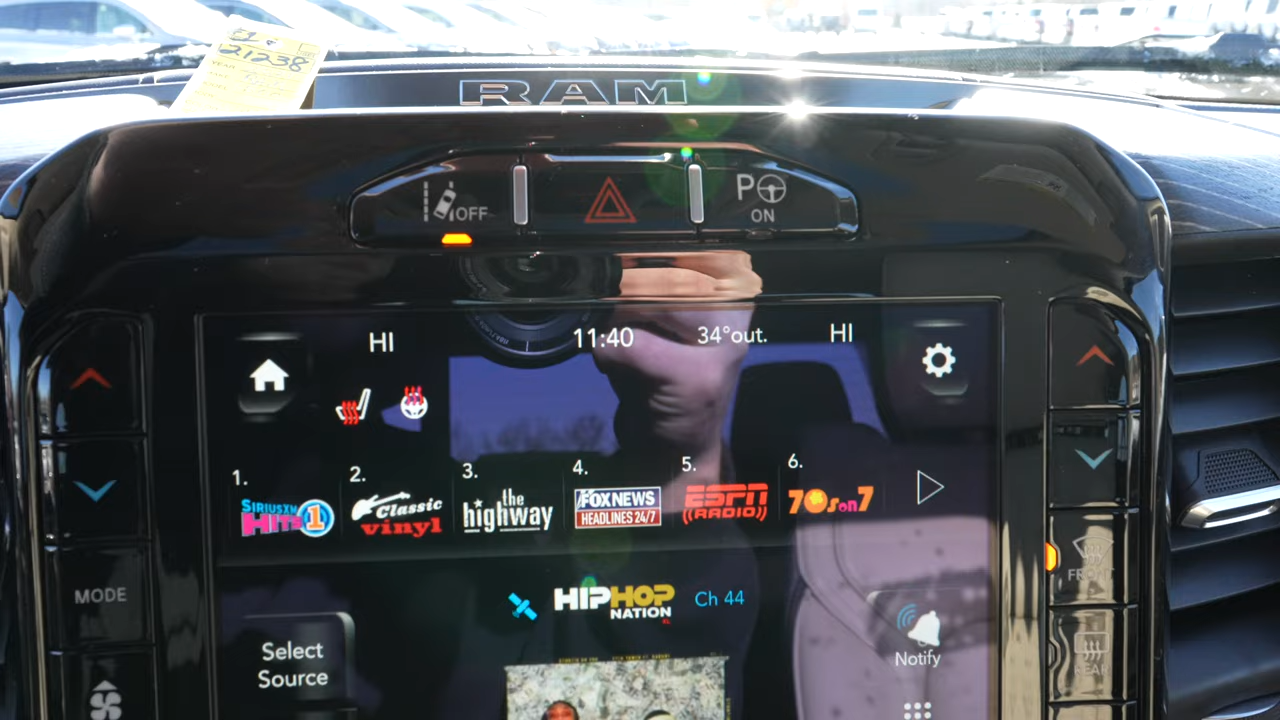 21238
RAM
OFF
P
ON
HI
11:40
34°out.
HI
1.
2.
3.
4.
5.
6.
SIRIUSXM
HITS 1
Classic
vinyl
the
highway
FOX NEWS
HEADLINES 24/7
ESPN
((RADIO))
70s on 7
HIPHOP
NATION
XL
Ch 44
Select
Source
Notify
MODE
FRONT
REAR